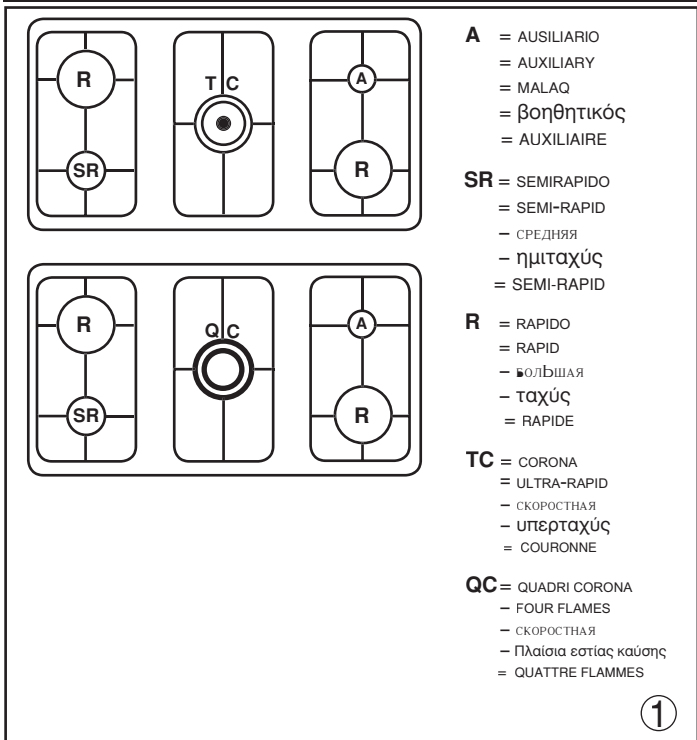 R
SR
T C
A
R
R
SR
Q C
A
R
A = AUSILIARIO
= AUXILIARY
= MALAQ
= βοηθητικός
= AUXILIAIRE
SR = SEMIRAPIDO
= SEMI-RAPID
– СРЕДНЯЯ
– ημιταχύς
= SEMI-RAPID
R = RAPIDO
= RAPID
– БОЛЬШАЯ
– ταχύς
= RAPIDE
TC = CORONA
= ULTRA-RAPID
– СКОРОСТНАЯ
– υπερταχύς
= COURONNE
QC = QUADRI CORONA
– FOUR FLAMES
– СКОРОСТНАЯ
– Πλαίσια εστίας καύσης
= QUATTRE FLAMMES
①